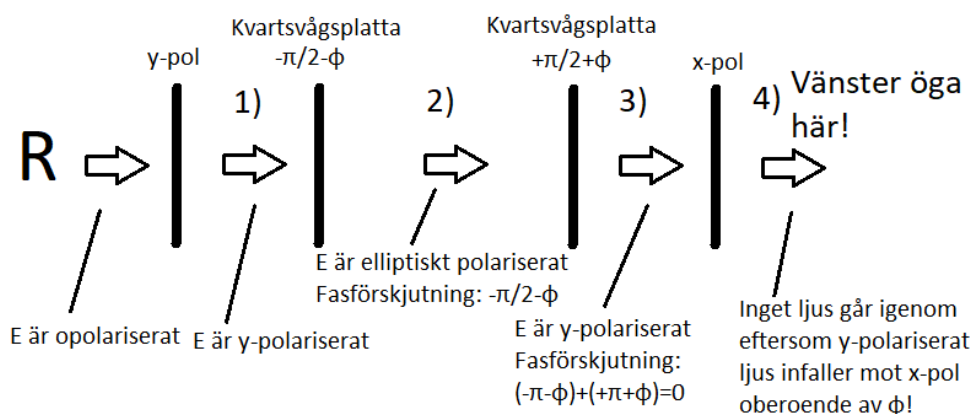 Kvartsvågsplatta
-π/2-ϕ
Kvartsvågsplatta
+π/2+ϕ
y-pol
x-pol
1)
2)
3)
4)
Vänster öga
här!
R
E är opolariserat
E är y-polariserat
E är elliptiskt polariserat
Fasförskjutning: -π/2-ϕ
E är y-polariserat
Fasförskjutning:
(-π-ϕ)+(+π+ϕ)=0
Inget ljus går igenom
eftersom y-polariserat
ljus infaller mot x-pol
oberoende av ϕ!